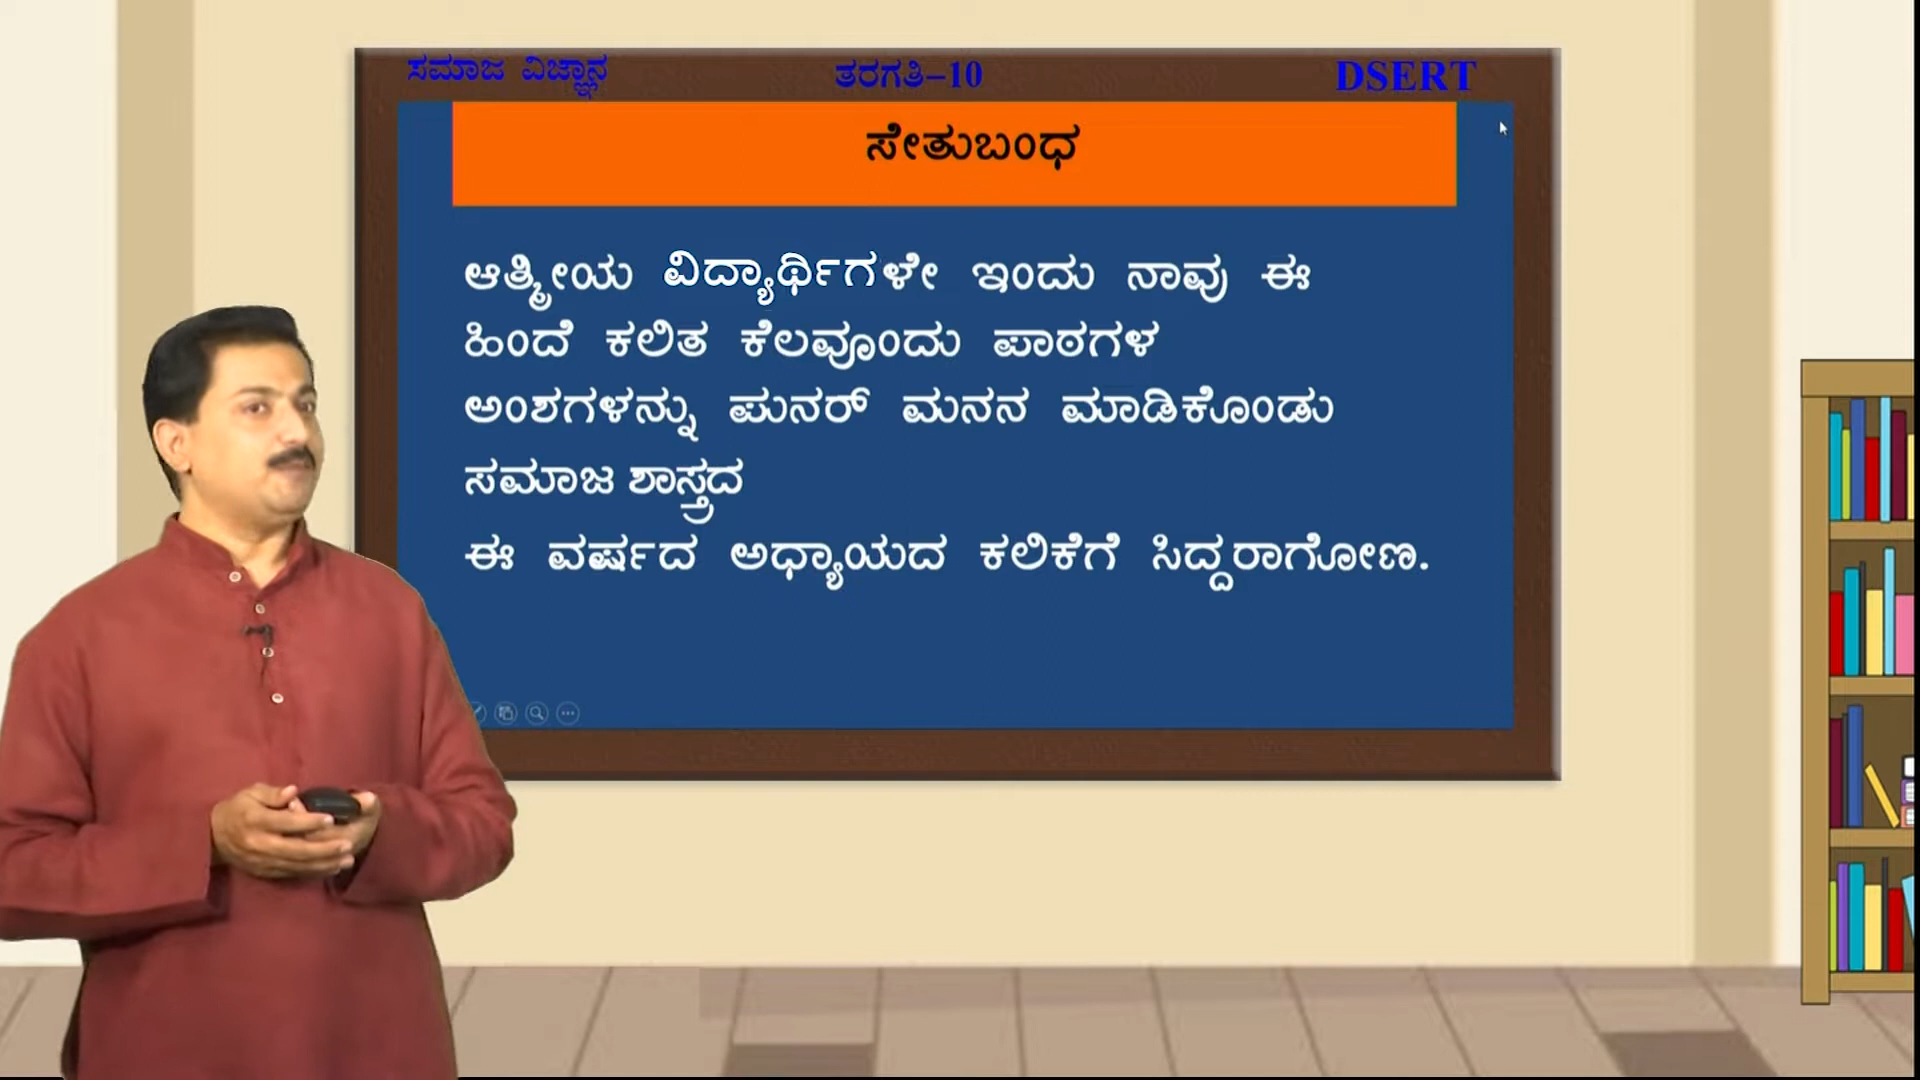 ಸಮಾಜ ವಿಜ್ಞಾನ ತರಗತಿ-10 DSERT
ಸೇತುಬಂಧ
ಆತ್ಮೀಯ ವಿದ್ಯಾರ್ಥಿಗಳೇ ಇಂದು ನಾವು ಈ
ಹಿಂದೆ ಕಲಿತ ಕೆಲವೊಂದು ಪಾಠಗಳ
ಅಂಶಗಳನ್ನು ಪುನರ್ ಮನನ ಮಾಡಿಕೊಂಡು
ಸಮಾಜ ಶಾಸ್ತ್ರದ
ಈ ವರ್ಷದ ಅಧ್ಯಾಯದ ಕಲಿಕೆಗೆ ಸಿದ್ದರಾಗೋಣ.